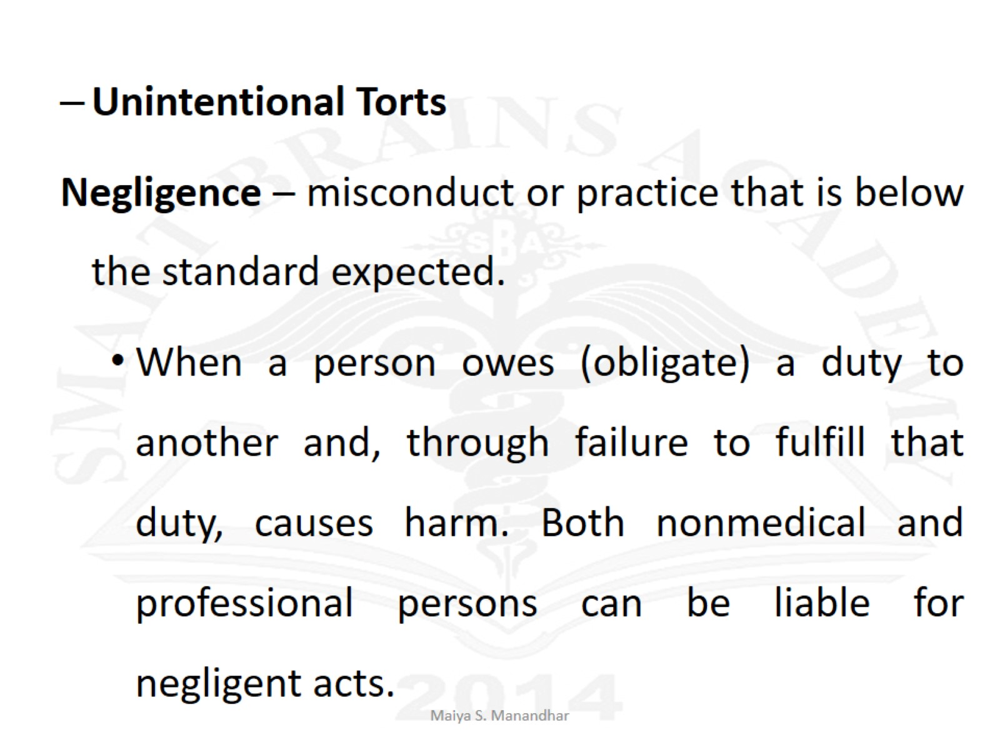 – Unintentional Torts
Negligence – misconduct or practice that is below
the standard expected.
• When a person owes (obligate) a duty to
another and, through failure to fulfill that
duty, causes harm. Both nonmedical and
professional persons can be liable for
negligent acts.
SMART BRAINS ACADEMY
SBA
2014
Maiya S. Manandhar